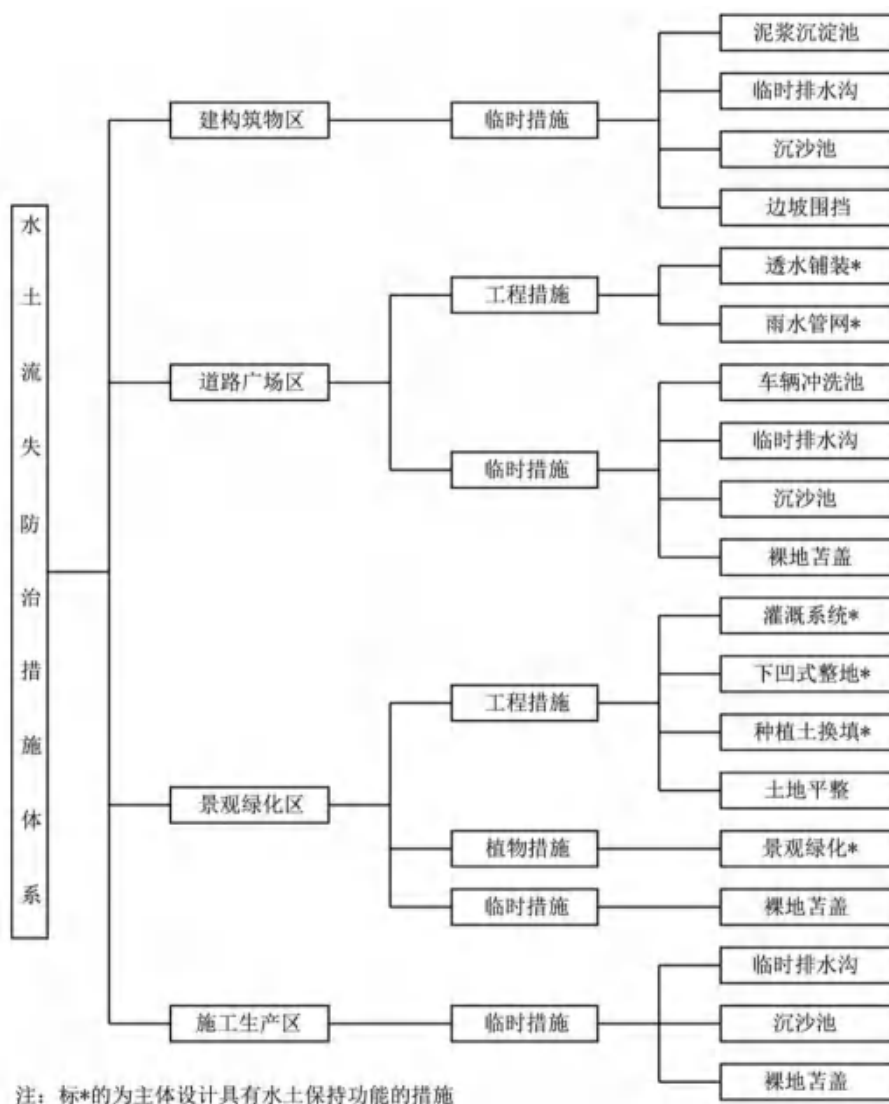 水土流失防治措施体系
建构筑物区
临时措施
泥浆沉淀池
临时排水沟
沉沙池
边坡围挡
道路广场区
工程措施
透水铺装*
雨水管网*
临时措施
车辆冲洗池
临时排水沟
沉沙池
裸地苫盖
景观绿化区
工程措施
灌溉系统*
下凹式整地*
种植土换填*
土地平整
植物措施
景观绿化*
临时措施
裸地苫盖
施工生产区
临时措施
临时排水沟
沉沙池
裸地苫盖
注：标*的为主体设计具有水土保持功能的措施